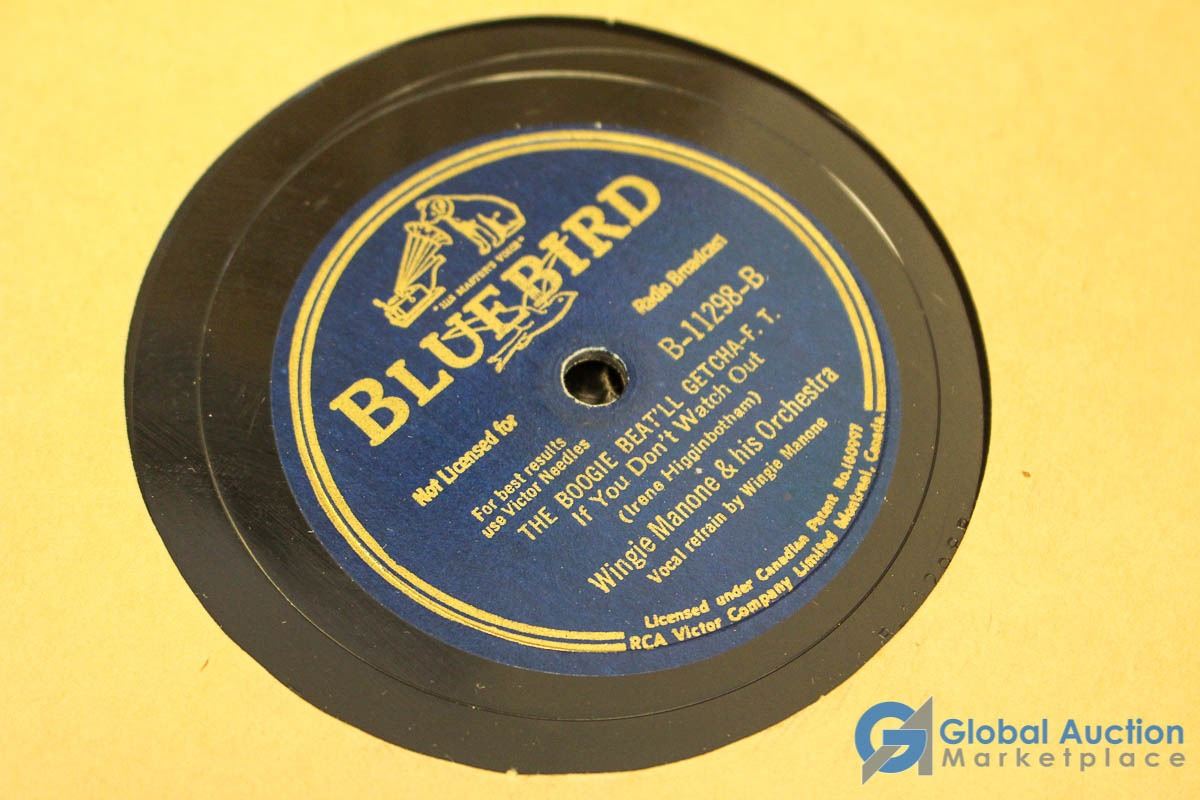 "HIS MASTER'S VOICE"
BLUEBIRD
Not Licensed for Radio Broadcast
For best results
use Victor Needles
B-11298-B
THE BOOGIE BEAT'LL GETCHA-F. T.
If You Don't Watch Out
(Irene Higginbotham)
Wingie Manone & his Orchestra
Vocal refrain by Wingie Manone
Licensed under Canadian Patent No.160997
RCA Victor Company Limited Montreal, Canada.
Global Auction
Marketplace